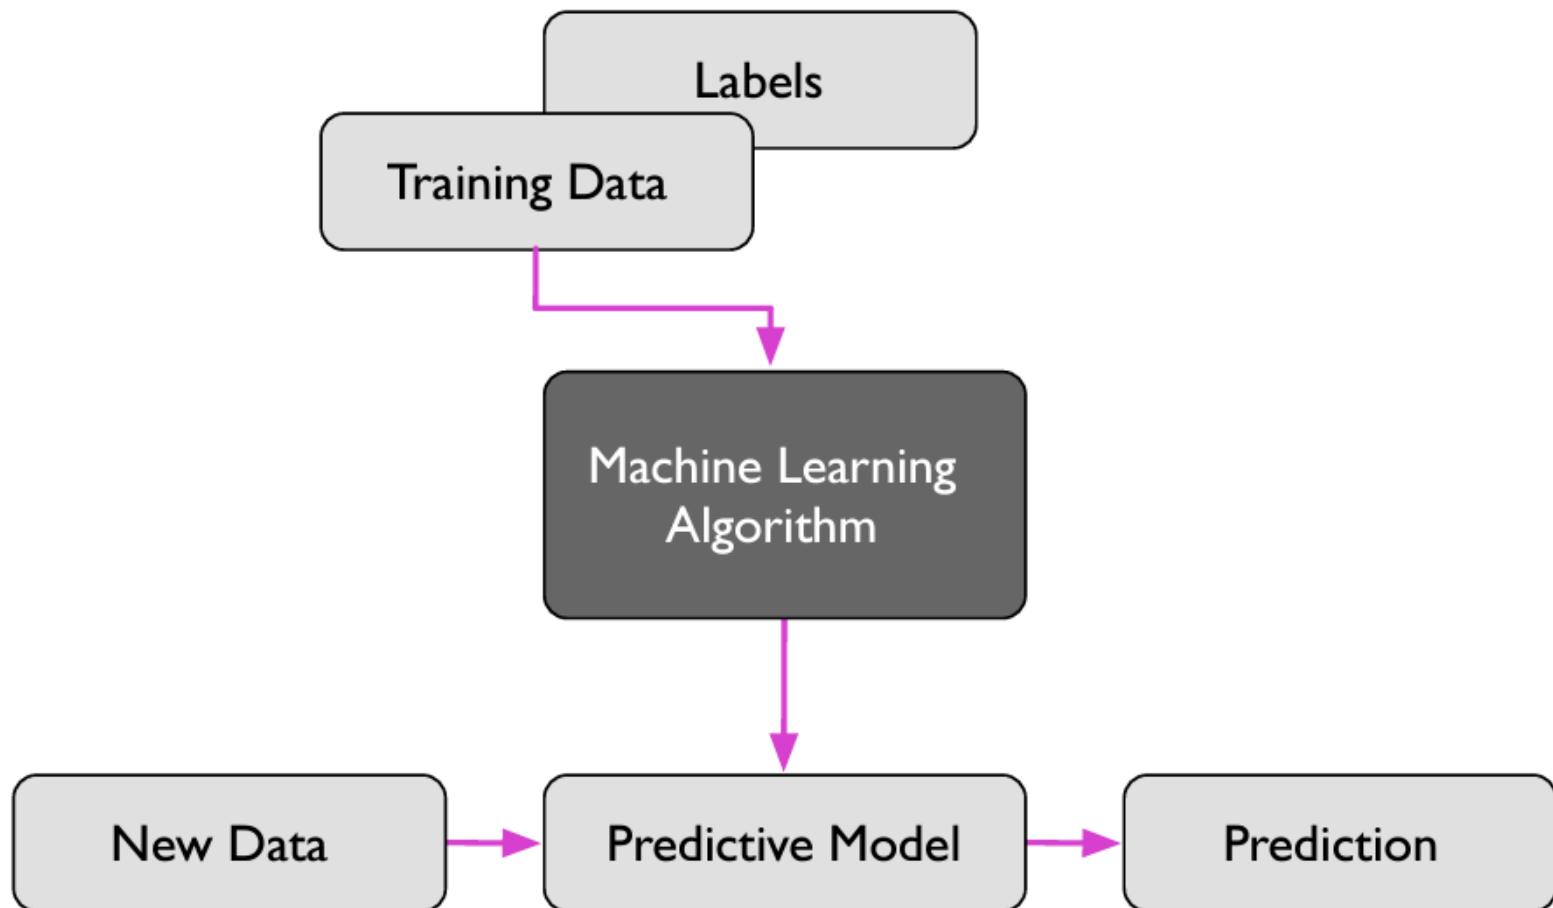 Labels
Training Data
Machine Learning
Algorithm
New Data
Predictive Model
Prediction